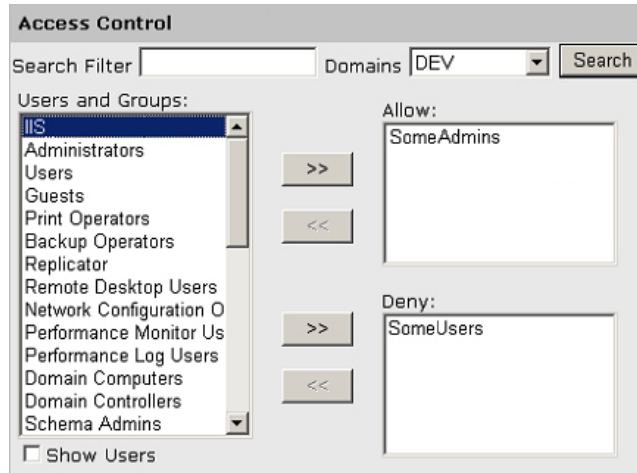 Access Control
Search Filter
Domains DEV
Search
Users and Groups:
IIS
Administrators
Users
Guests
Print Operators
Backup Operators
Replicator
Remote Desktop Users
Network Configuration O
Performance Monitor Us
Performance Log Users
Domain Computers
Domain Controllers
Schema Admins
Show Users
>>
<<
>>
<<
Allow:
SomeAdmins
Deny:
SomeUsers